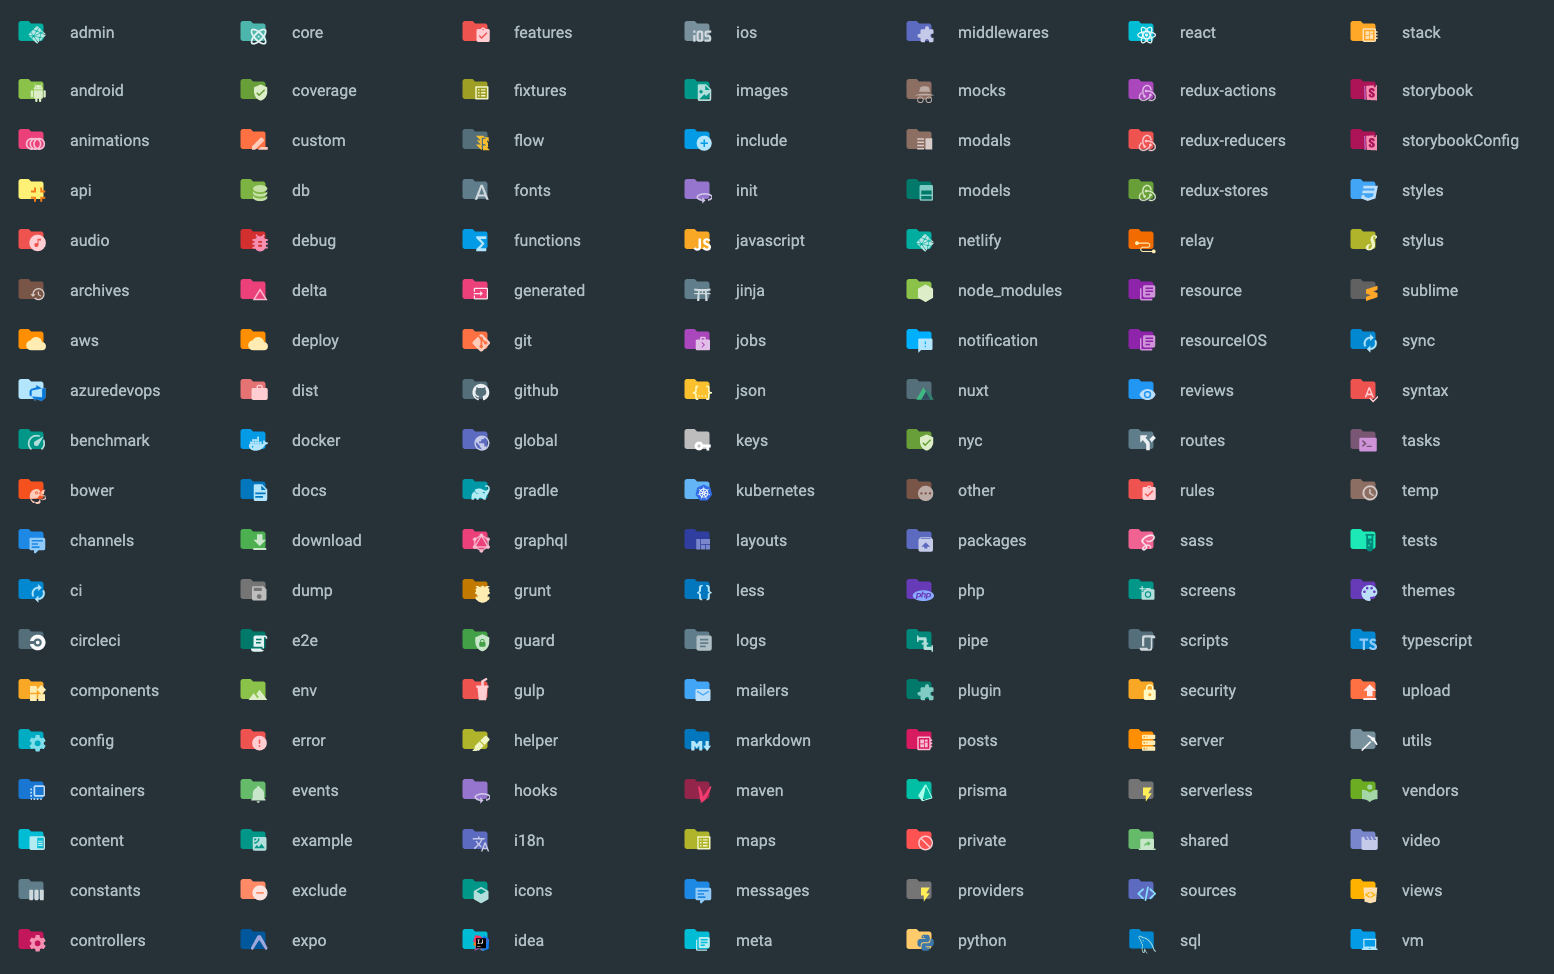 admin core features ios middlewares react stack
android coverage fixtures images mocks redux-actions storybook
animations custom flow include modals redux-reducers storybookConfig
api db fonts init models redux-stores styles
audio debug functions javascript netlify relay stylus
archives delta generated jinja node_modules resource sublime
aws deploy git jobs notification resourceIOS sync
azuredevops dist github json nuxt reviews syntax
benchmark docker global keys nyc routes tasks
bower docs gradle kubernetes other rules temp
channels download graphql layouts packages sass tests
ci dump grunt less php screens themes
circleci e2e guard logs pipe scripts typescript
components env gulp mailers plugin security upload
config error helper markdown posts server utils
containers events hooks maven prisma serverless vendors
content example i18n maps private shared video
constants exclude icons messages providers sources views
controllers expo idea meta python sql vm